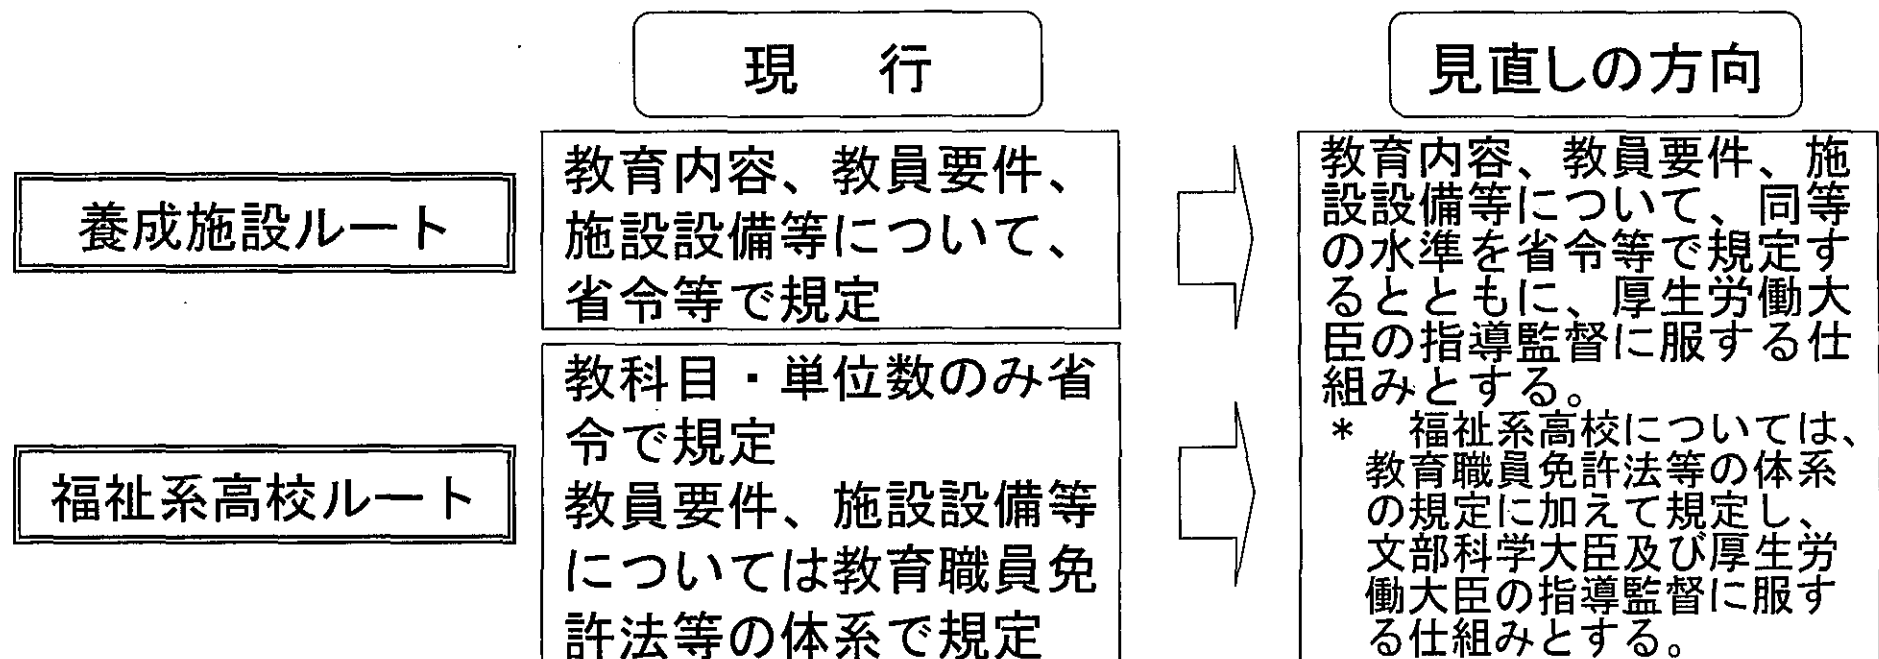 現　行
見直しの方向
養成施設ルート
教育内容、教員要件、
施設設備等について、
省令等で規定
福祉系高校ルート
教科目・単位数のみ省
令で規定
教員要件、施設設備等
については教育職員免
許法等の体系で規定
教育内容、教員要件、施
設設備等について、同等
の水準を省令等で規定す
るとともに、厚生労働大
臣の指導監督に服する仕
組みとする。
*　福祉系高校については、
教育職員免許法等の体系
の規定に加えて規定し、
文部科学大臣及び厚生労
働大臣の指導監督に服す
る仕組みとする。